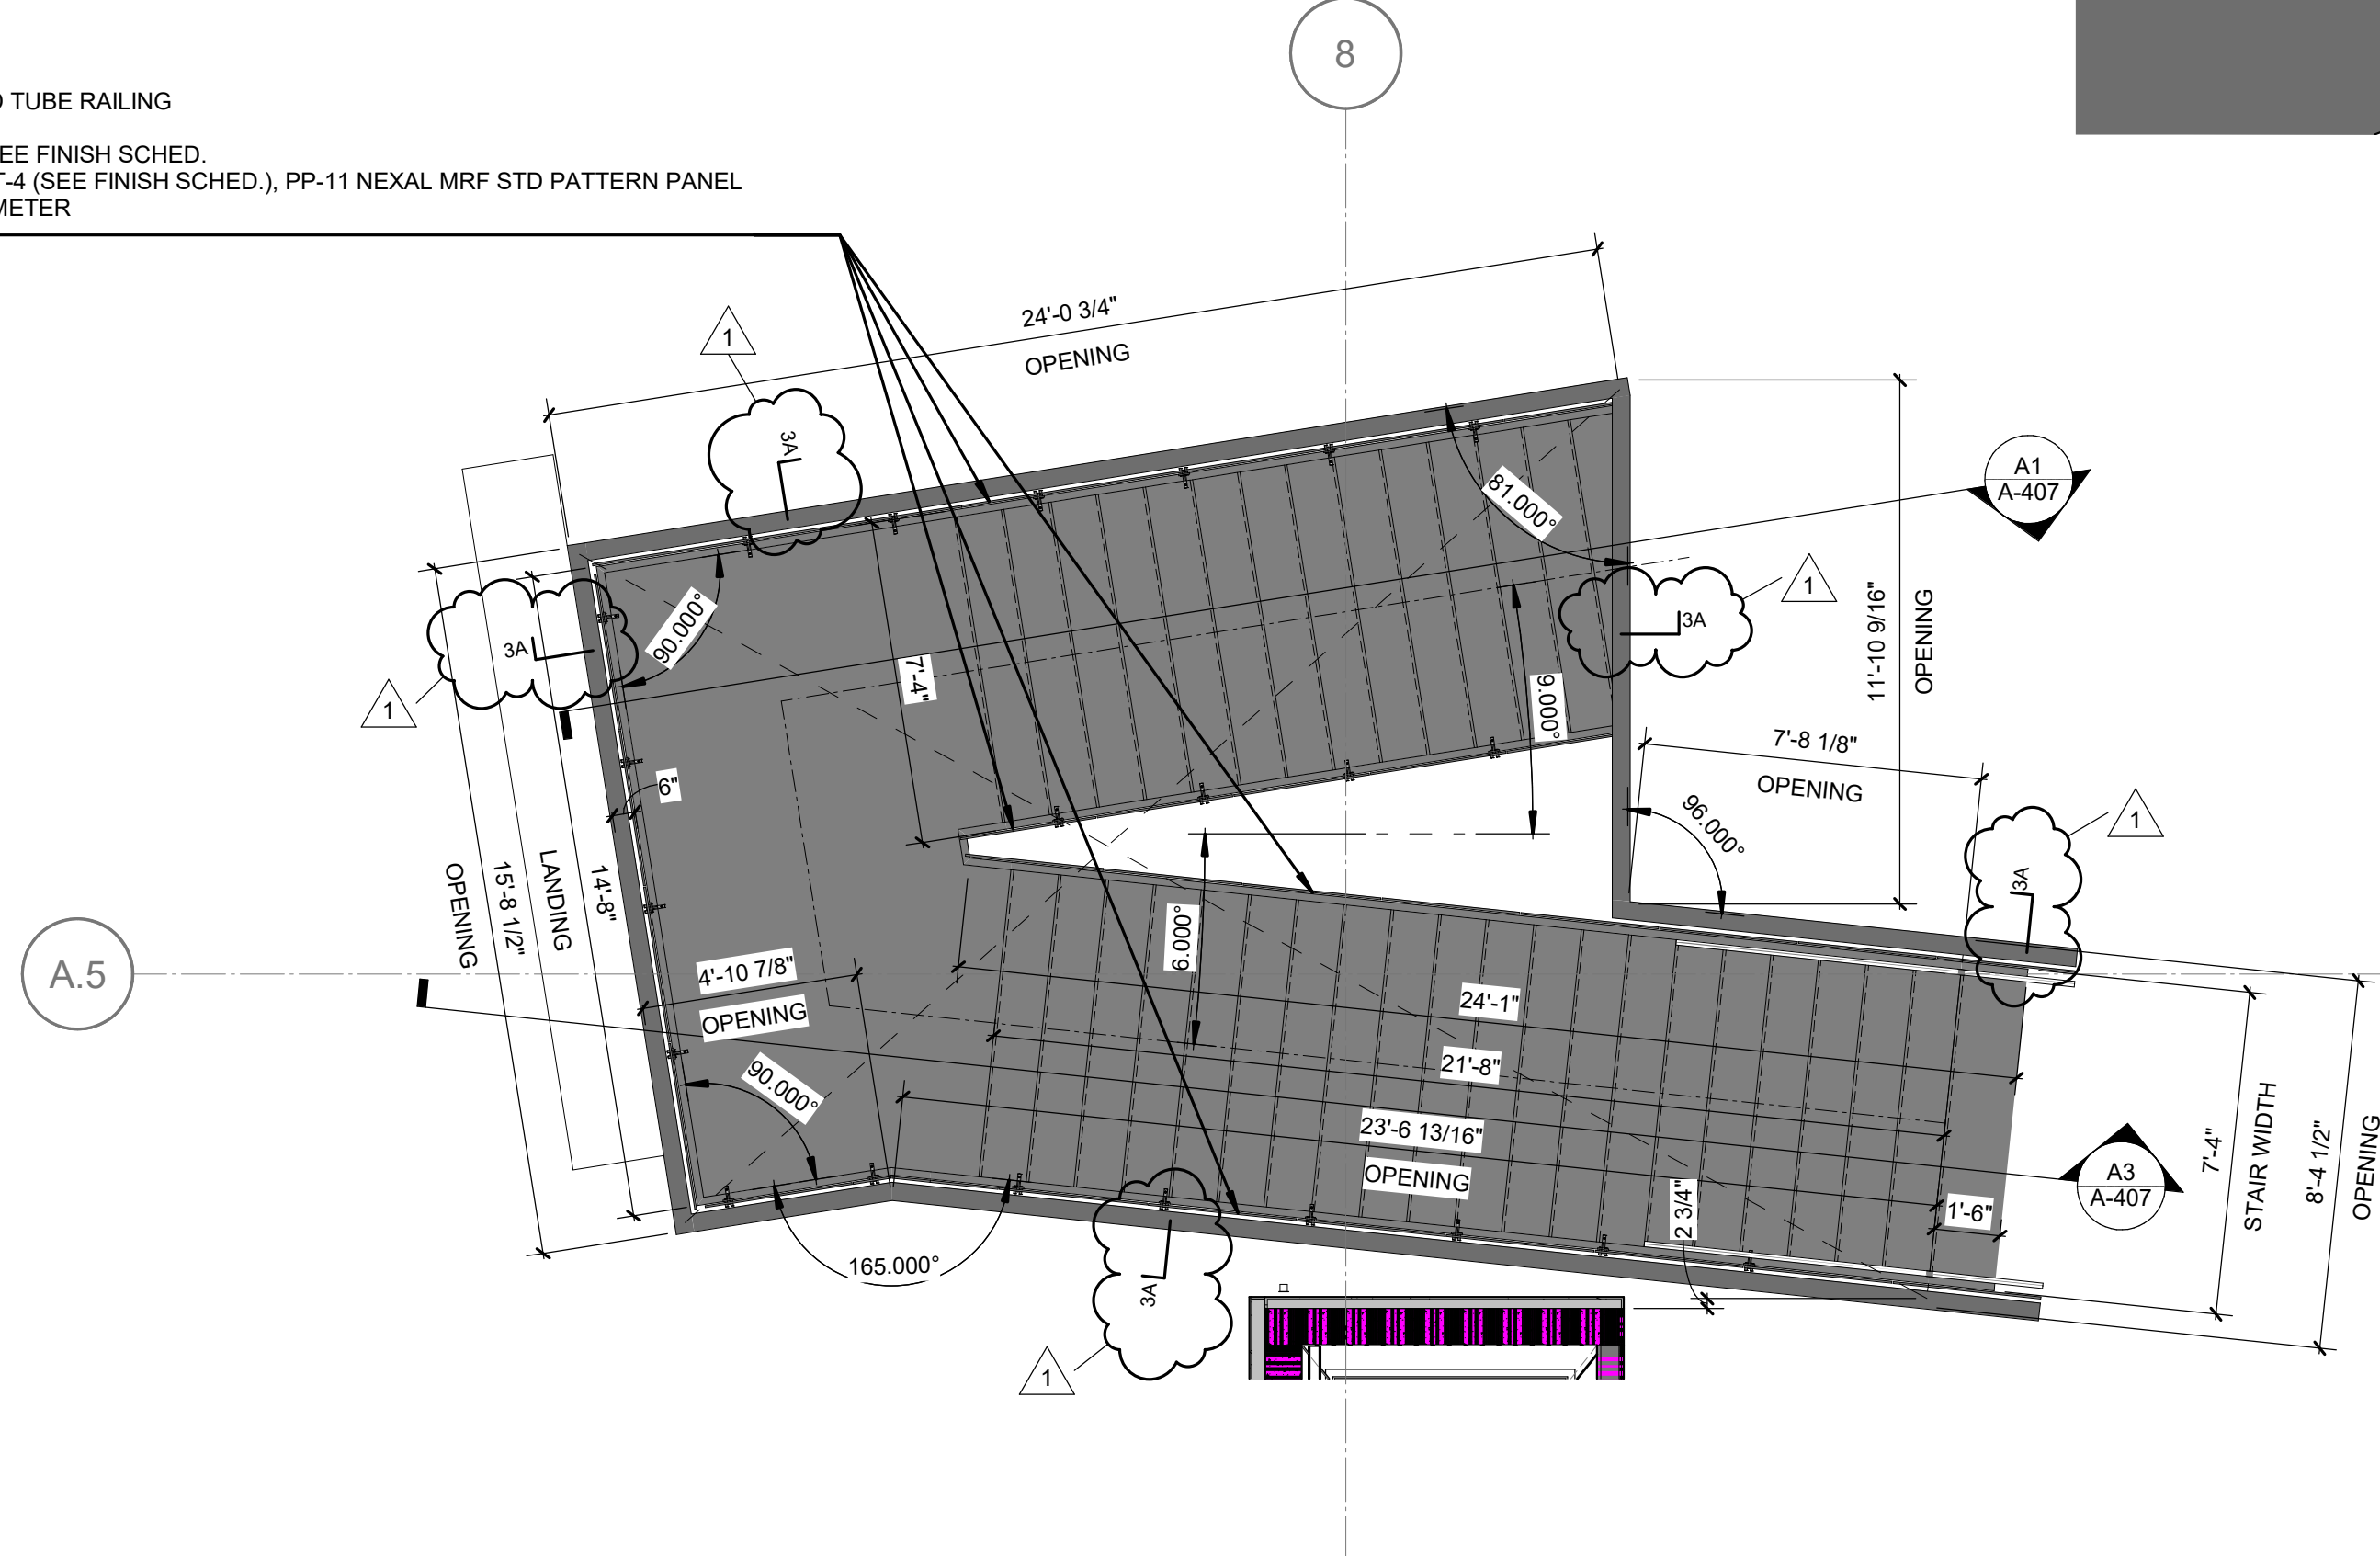 8
D TUBE RAILING
EE FINISH SCHED.
T-4 (SEE FINISH SCHED.), PP-11 NEXAL MRF STD PATTERN PANEL
METER
24'-0 3/4"
OPENING
1
3A
81.000°
A1
A-407
90.000°
3A
1
3A
1
7'-4"
9.000°
11'-10 9/16"
OPENING
7'-8 1/8"
OPENING
6"
96.000°
1
3A
OPENING
15'-8 1/2"
LANDING
14'-8"
A.5
4'-10 7/8"
OPENING
6.000°
24'-1"
21'-8"
23'-6 13/16"
OPENING
90.000°
165.000°
2 3/4"
1'-6"
A3
A-407
7'-4"
STAIR WIDTH
8'-4 1/2"
OPENING
3A
1